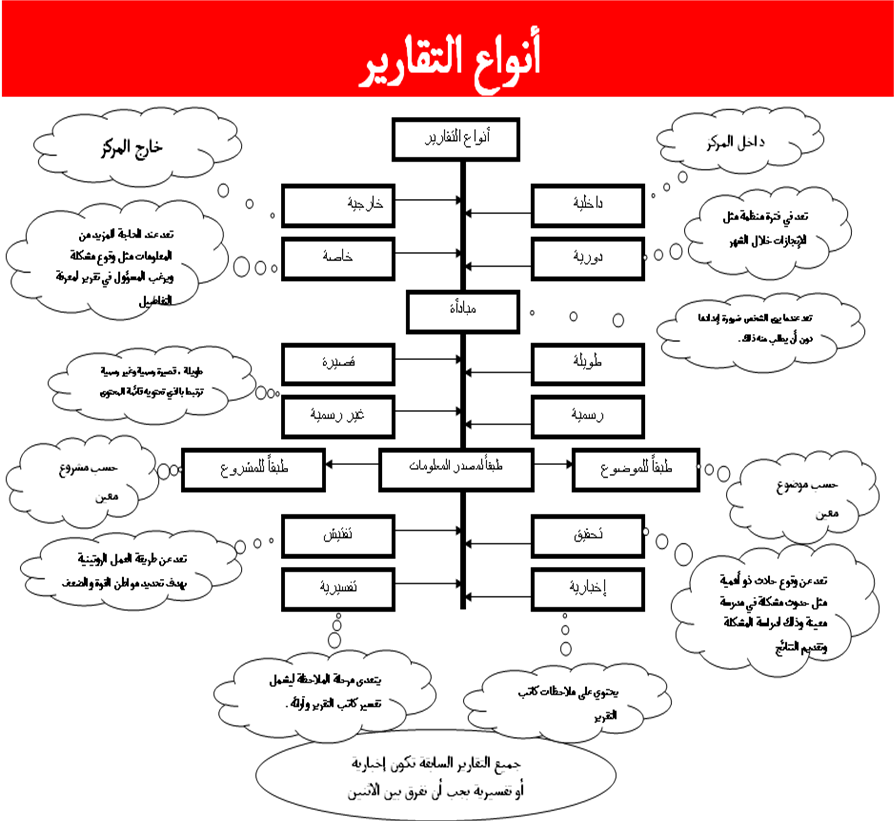 أنواع التقارير
أنواع التقارير
داخل المركز
خارج المركز
داخلية
خارجية
تعد في فترة منظمة مثل
للإنجازات خلال الشهر
دورية
خاصة
تعد عند الحاجة المزيد من
المعلومات مثل وقوع مشكلة
ويرغب المسؤول في تقرير لمعرفة
التفاصيل
مبادأة
تعد عندما يرى الشخص ضرورة إعدادها
دون أن يطلب منه ذلك .
طويلة
قصيرة
طويلة ، قصيرة رسمية وغير رسمية
ترتبط بالتي تحتويه قائمة المحتوى
رسمية
غير رسمية
طبقاً للموضوع
طبقاً لمصدر المعلومات
طبقاً للمشروع
حسب موضوع
معين
حسب مشروع
معين
تحقيق
تفتيش
تعد عن وقوع حادث ذو أهمية
مثل حدوث مشكلة في مدرسة
معينة وذلك لدراسة المشكلة
وتقديم النتائج
تعد عن طريقة العمل الروتينية
بهدف تحديد مواطن القوة والضعف
إخبارية
تفسيرية
يحتوي على ملاحظات كاتب
التقرير
يتعدى مرحلة الملاحظة ليشمل
تفسير كاتب التقرير وآرائه .
جميع التقارير السابقة تكون إخبارية
أو تفسيرية يجب أن نفرق بين الاثنين